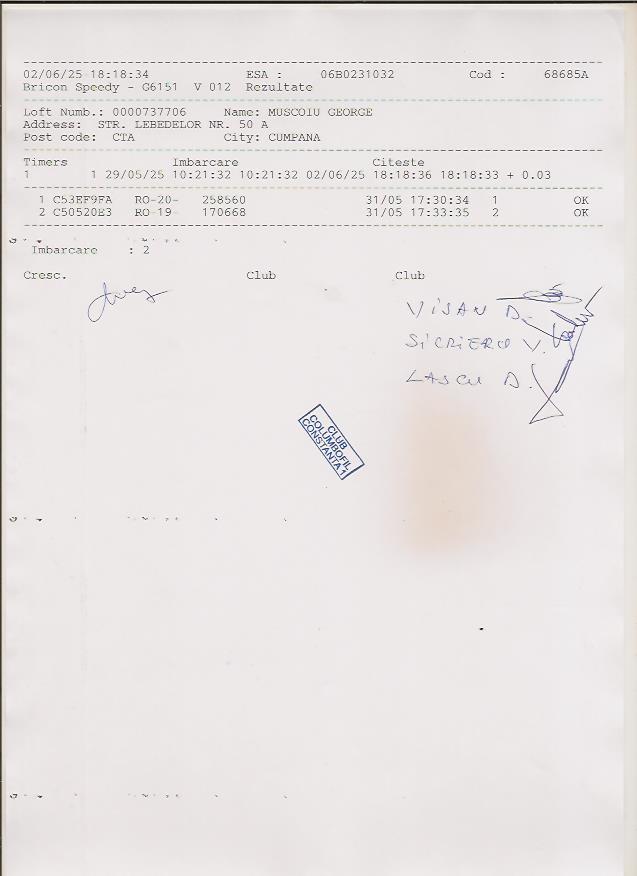 02/06/25 18:18:34 ESA : 06B0231032 Cod : 68685A
Bricon Speedy - G6151 V 012 Rezultate
Loft Numb.: 0000737706 Name: MUSCOIU GEORGE
Address: STR. LEBEDELOR NR. 50 A
Post code: CTA City: CUMPANA
Timers Imbarcare Citeste
1 1 29/05/25 10:21:32 10:21:32 02/06/25 18:18:36 18:18:33 + 0.03
1 C53EF9FA RO-20- 258560 31/05 17:30:34 1 OK
2 C50520E3 RO-19- 170668 31/05 17:33:35 2 OK
Imbarcare : 2
Cresc. Club Club
VISAN D.
SICRIERU V.
LASCU D.
CLUB
COLUMBOFIL
CONSTANTA 1